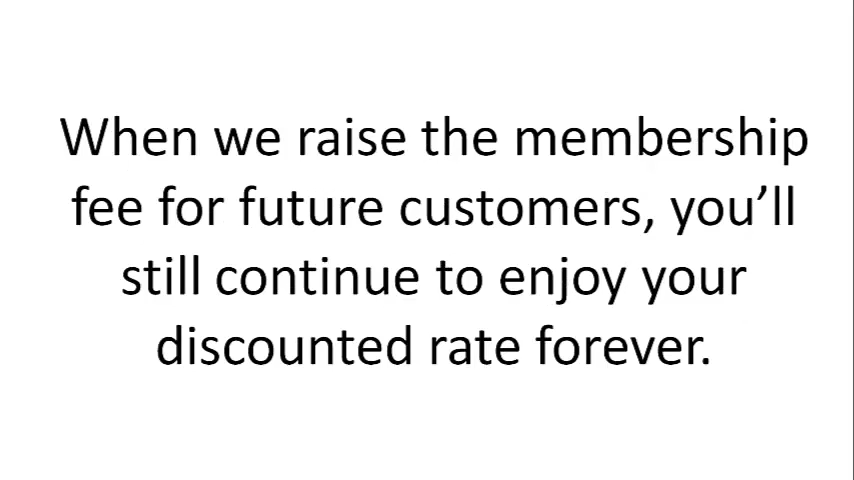 When we raise the membership
fee for future customers, you’ll
still continue to enjoy your
discounted rate forever.